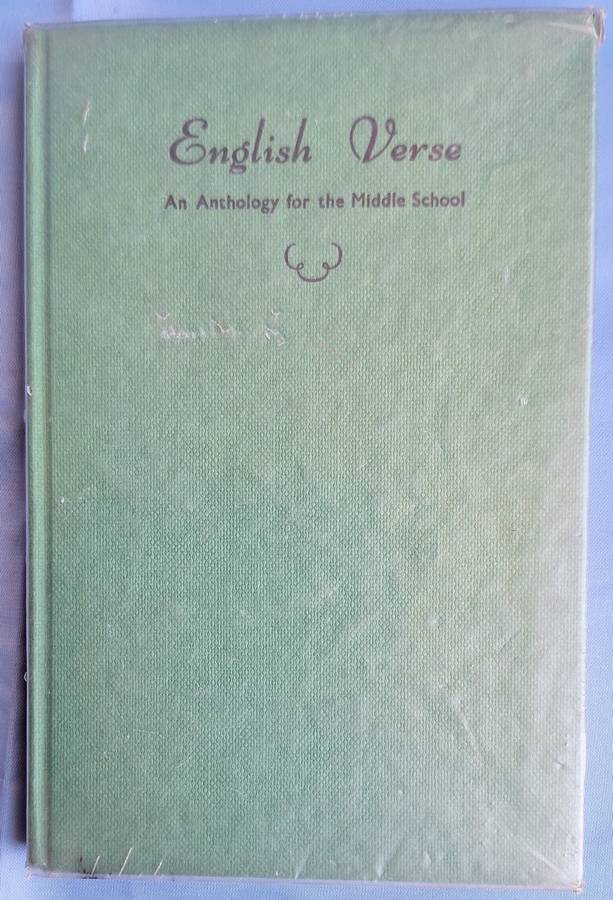 English Verse
An Anthology for the Middle School